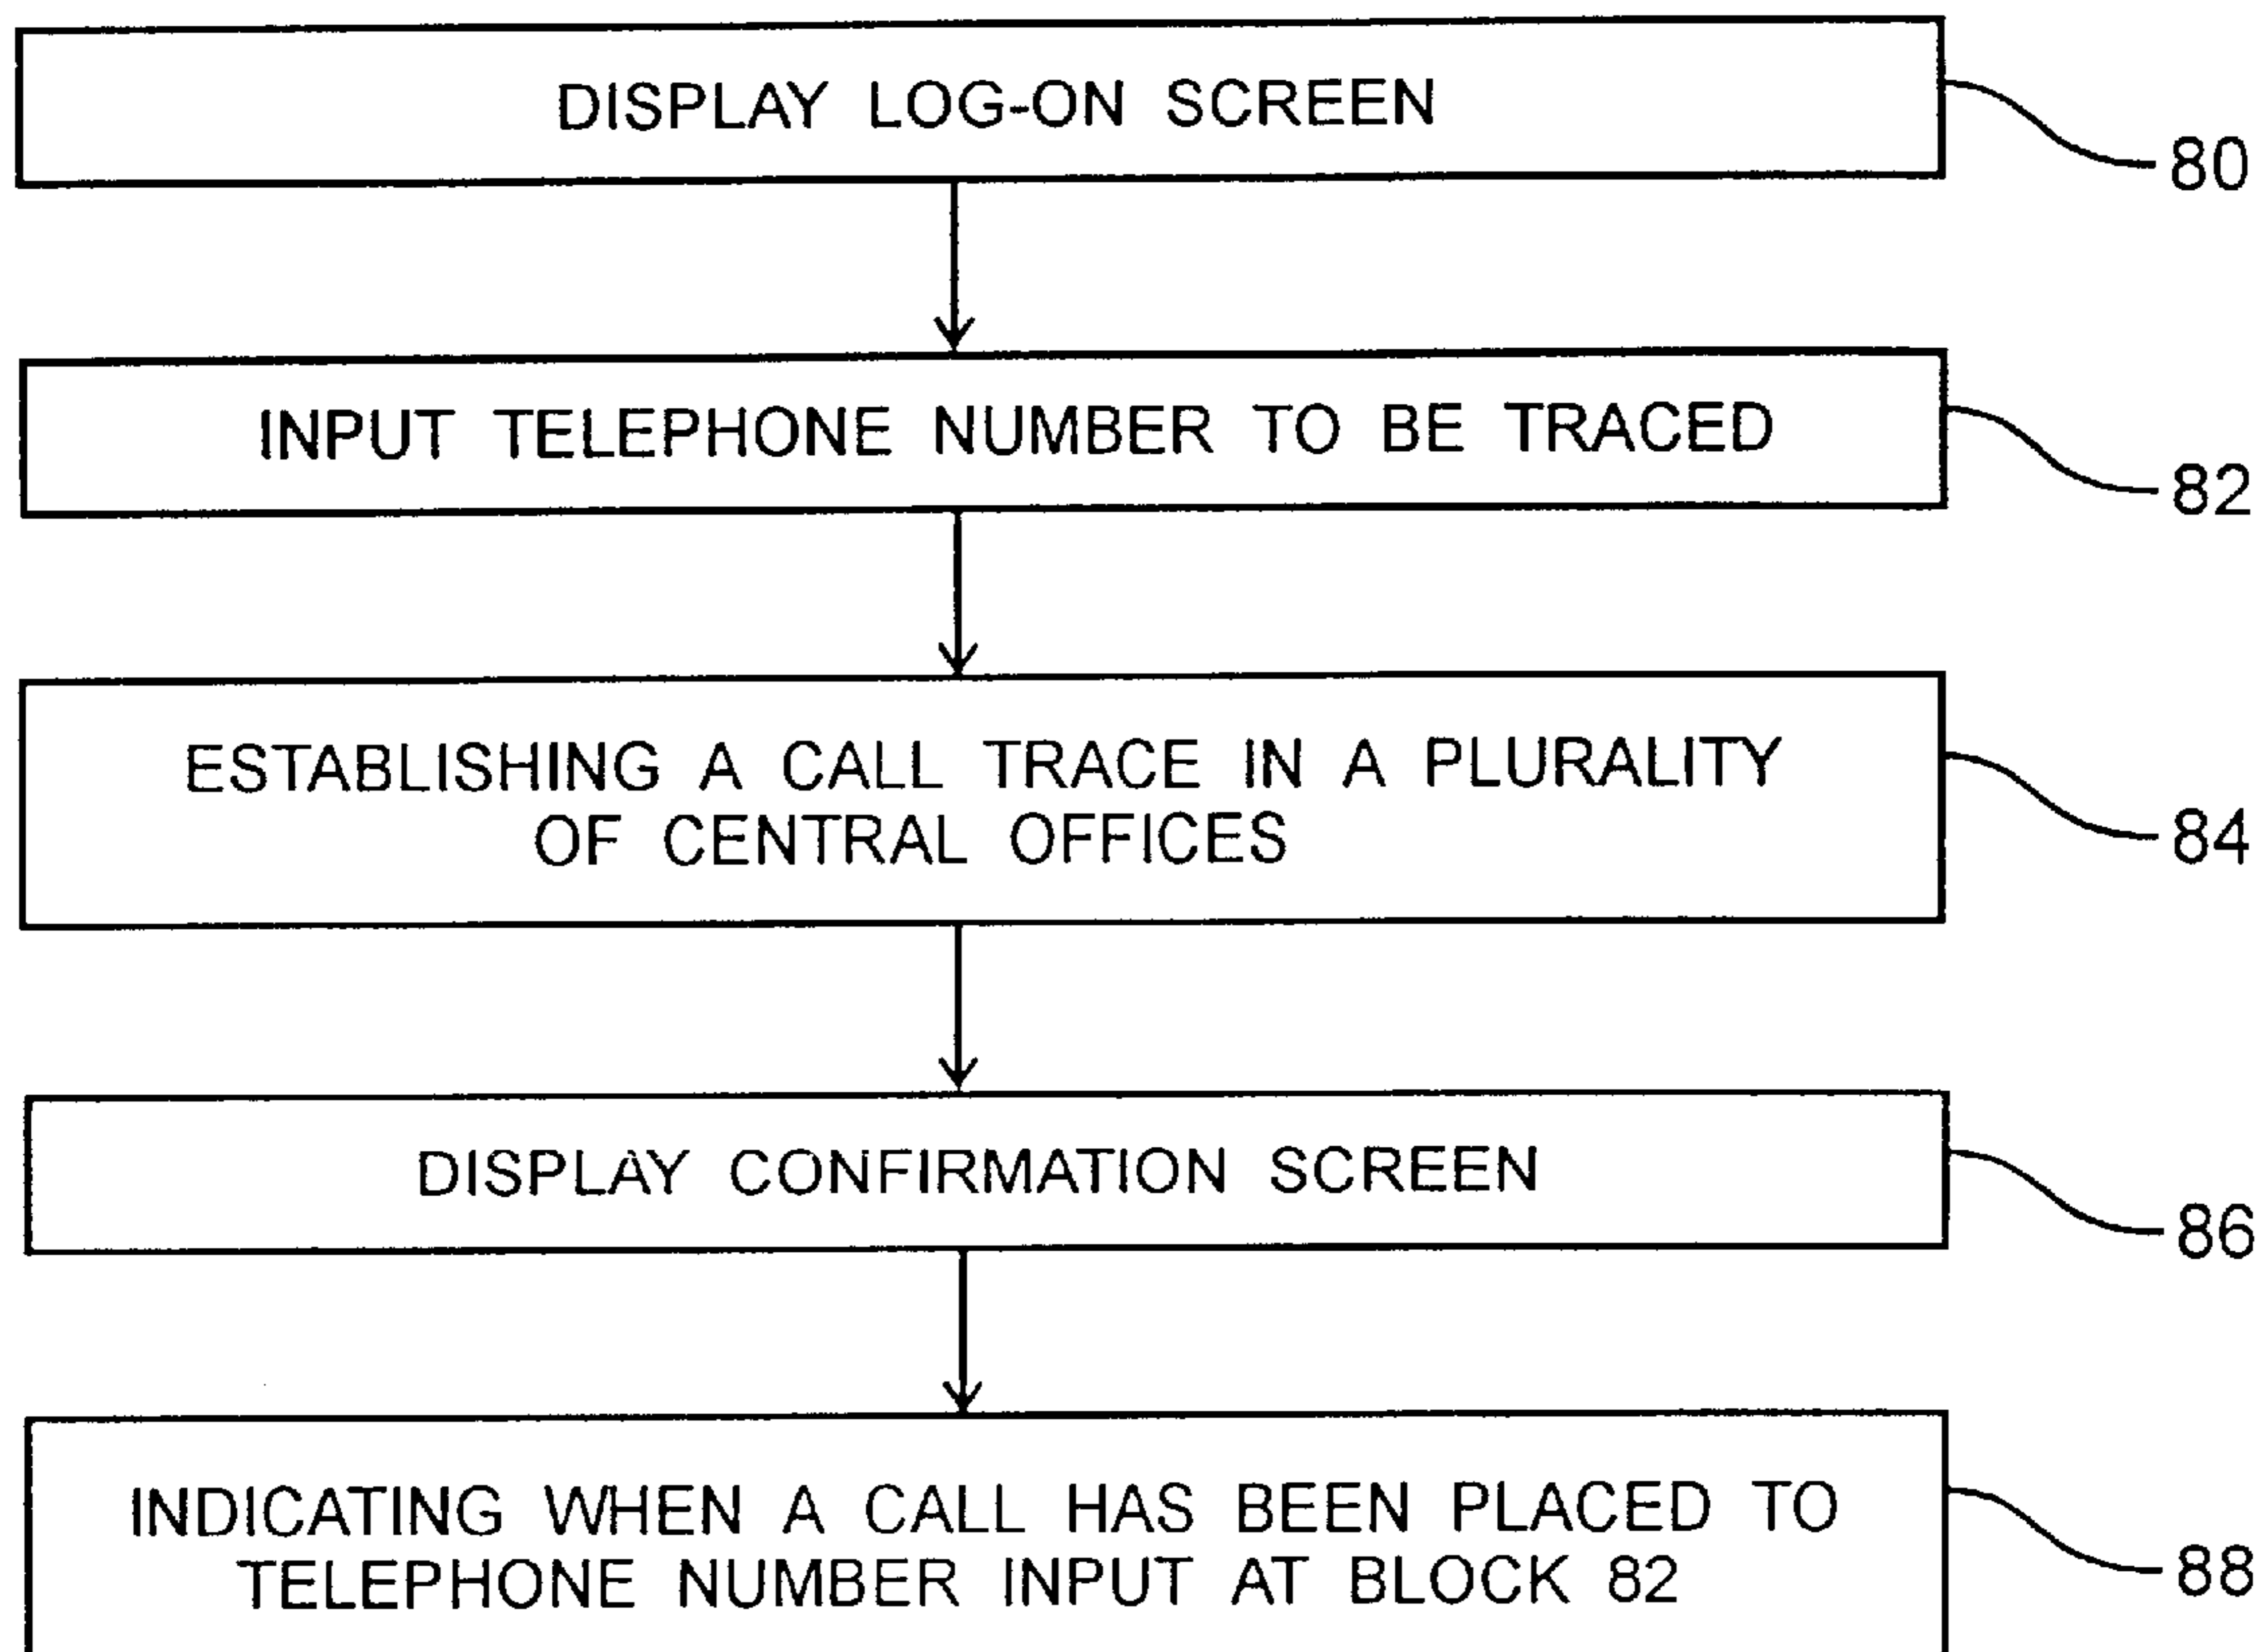 DISPLAY LOG-ON SCREEN
80
INPUT TELEPHONE NUMBER TO BE TRACED
82
ESTABLISHING A CALL TRACE IN A PLURALITY
OF CENTRAL OFFICES
84
DISPLAY CONFIRMATION SCREEN
86
INDICATING WHEN A CALL HAS BEEN PLACED TO
TELEPHONE NUMBER INPUT AT BLOCK 82
88